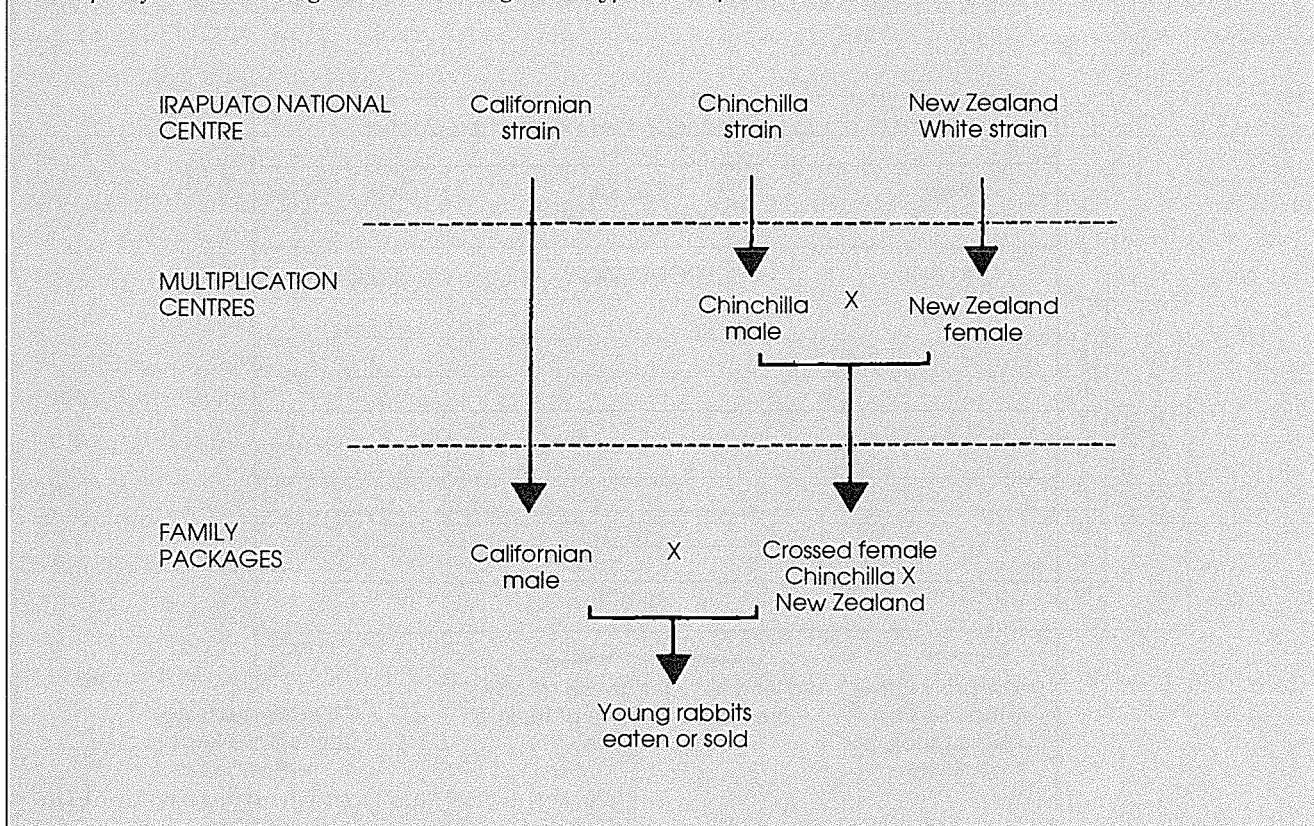 IRAPUATO NATIONAL
CENTRE
Californian
strain
Chinchilla
strain
New Zealand
White strain
MULTIPLICATION
CENTRES
Chinchilla
male
X
New Zealand
female
FAMILY
PACKAGES
Californian
male
X
Crossed female
Chinchilla X
New Zealand
Young rabbits
eaten or sold